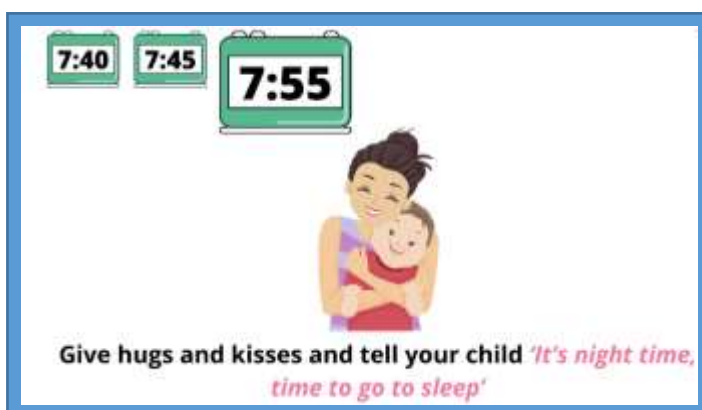 7:40 7:45 7:55
Give hugs and kisses and tell your child ‘It’s night time,
time to go to sleep’